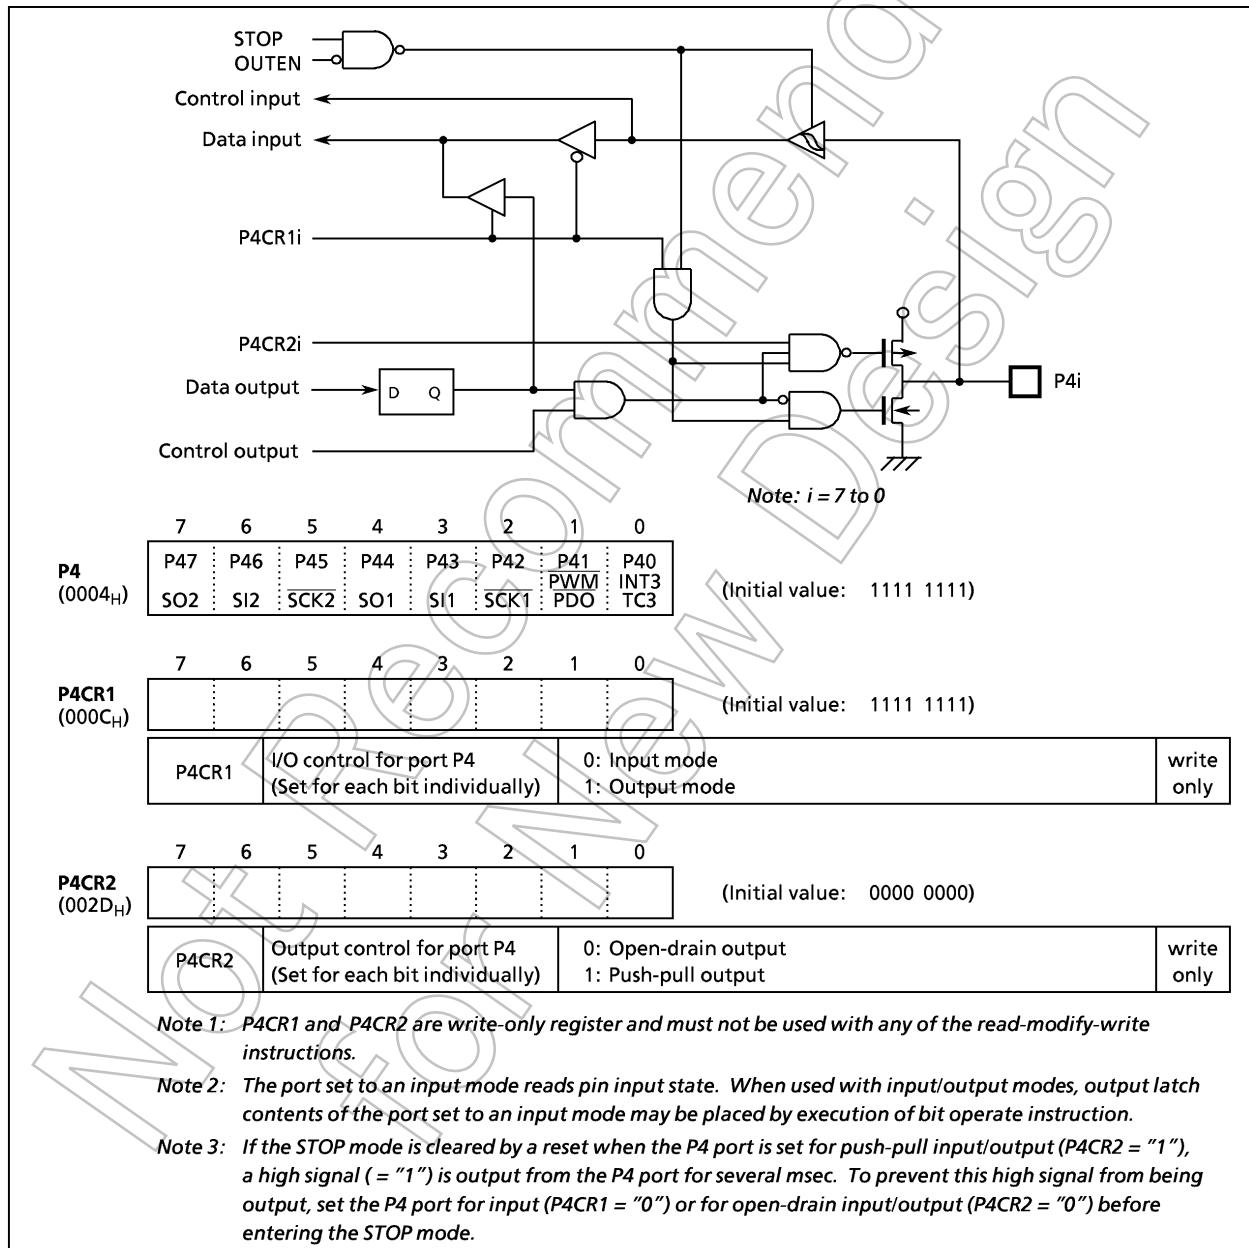 STOP
OUTEN
Control input
Data input
P4CR1i
P4CR2i
Data output
D Q
Control output
P4i
Note: i = 7 to 0
7 6 5 4 3 2 1 0
P4
(0004H)
P47 P46 P45 P44 P43 P42 P41 P40
PWM INT3
SO2 SI2 SCK2 SO1 SI1 SCK1 PDO TC3
(Initial value: 1111 1111)
7 6 5 4 3 2 1 0
P4CR1
(000CH)
(Initial value: 1111 1111)
P4CR1
I/O control for port P4
(Set for each bit individually)
0: Input mode
1: Output mode
write
only
7 6 5 4 3 2 1 0
P4CR2
(002DH)
(Initial value: 0000 0000)
P4CR2
Output control for port P4
(Set for each bit individually)
0: Open-drain output
1: Push-pull output
write
only
Note 1: P4CR1 and P4CR2 are write-only register and must not be used with any of the read-modify-write
instructions.
Note 2: The port set to an input mode reads pin input state. When used with input/output modes, output latch
contents of the port set to an input mode may be placed by execution of bit operate instruction.
Note 3: If the STOP mode is cleared by a reset when the P4 port is set for push-pull input/output (P4CR2 = "1"),
a high signal ( = "1") is output from the P4 port for several msec. To prevent this high signal from being
output, set the P4 port for input (P4CR1 = "0") or for open-drain input/output (P4CR2 = "0") before
entering the STOP mode.
Not Recommend
for New Design